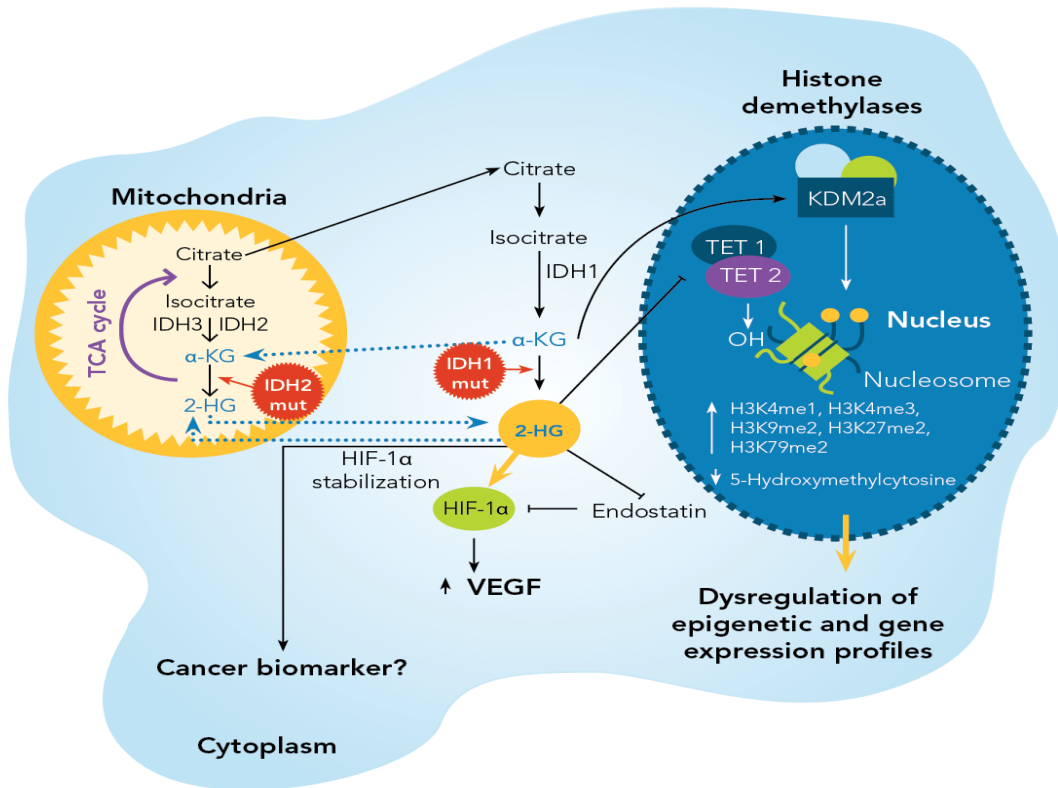 Histone
demethylases
Mitochondria
TCA cycle
Citrate
Isocitrate
IDH3
IDH2
α-KG
IDH2
mut
2-HG
Citrate
Isocitrate
IDH1
α-KG
IDH1
mut
2-HG
HIF-1α
stabilization
HIF-1α
Endostatin
VEGF
Cancer biomarker?
Cytoplasm
KDM2a
TET 1
TET 2
OH
Nucleus
Nucleosome
H3K4me1, H3K4me3,
H3K9me2, H3K27me2,
H3K79me2
5-Hydroxymethylcytosine
Dysregulation of
epigenetic and gene
expression profiles